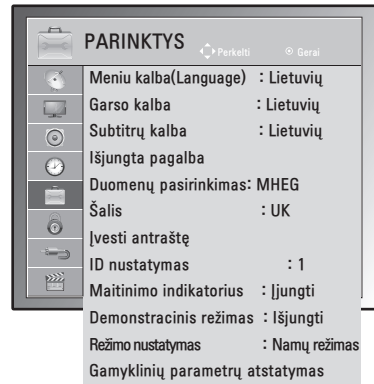 PARINKTYS Perkelti Gerai
Meniu kalba(Language) : Lietuvių
Garso kalba : Lietuvių
Subtitrų kalba : Lietuvių
Išjungta pagalba
Duomenų pasirinkimas: MHEG
Šalis : UK
Įvesti antraštę
ID nustatymas : 1
Maitinimo indikatorius : Įjungti
Demonstracinis režimas : Išjungti
Režimo nustatymas : Namų režimas
Gamyklinių parametrų atstatymas